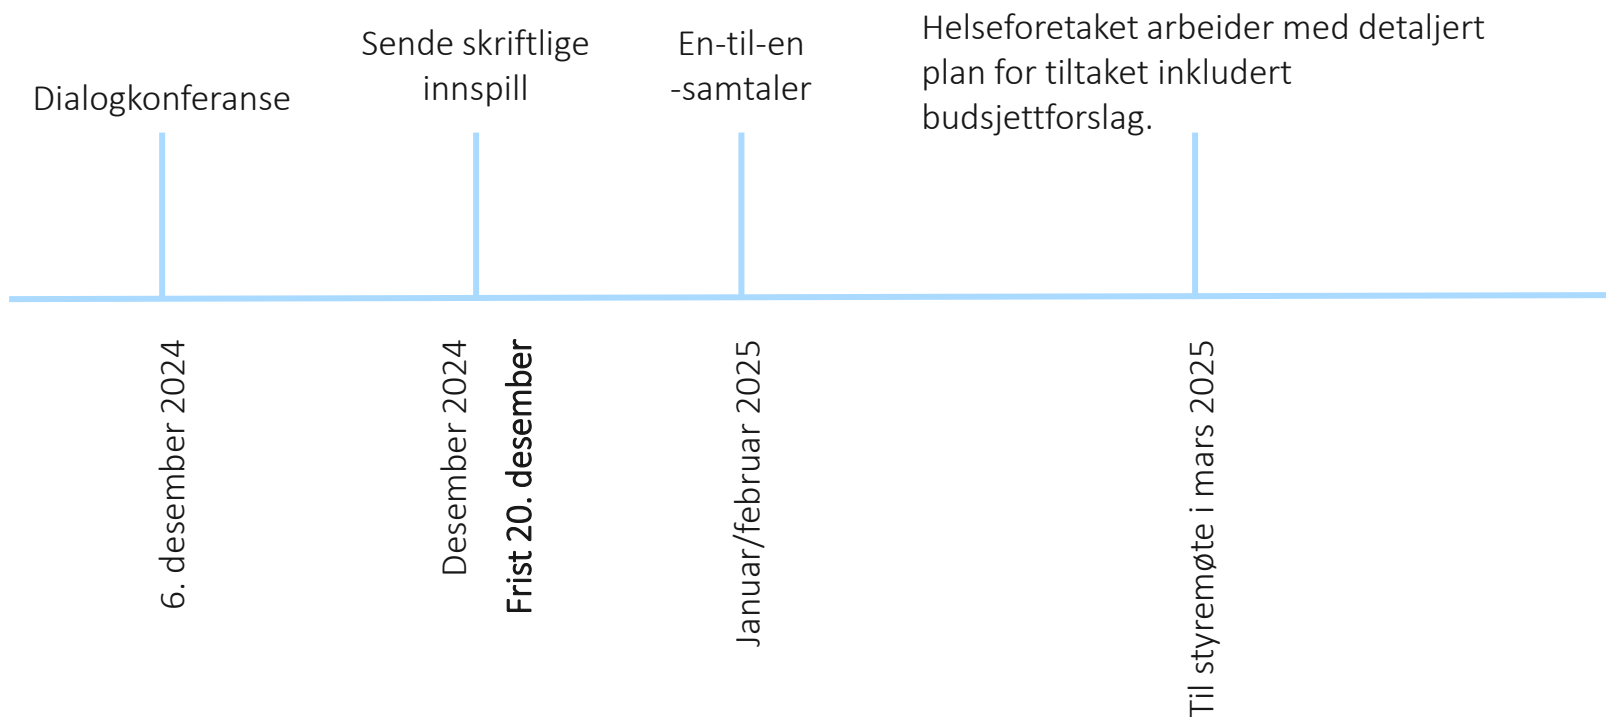 Dialogkonferanse
Sende skriftlige
innspill
En-til-en
-samtaler
Helseforetaket arbeider med detaljert
plan for tiltaket inkludert
budsjettforslag.
6. desember 2024
Desember 2024
Frist 20. desember
Januar/februar 2025
Til styremøte i mars 2025